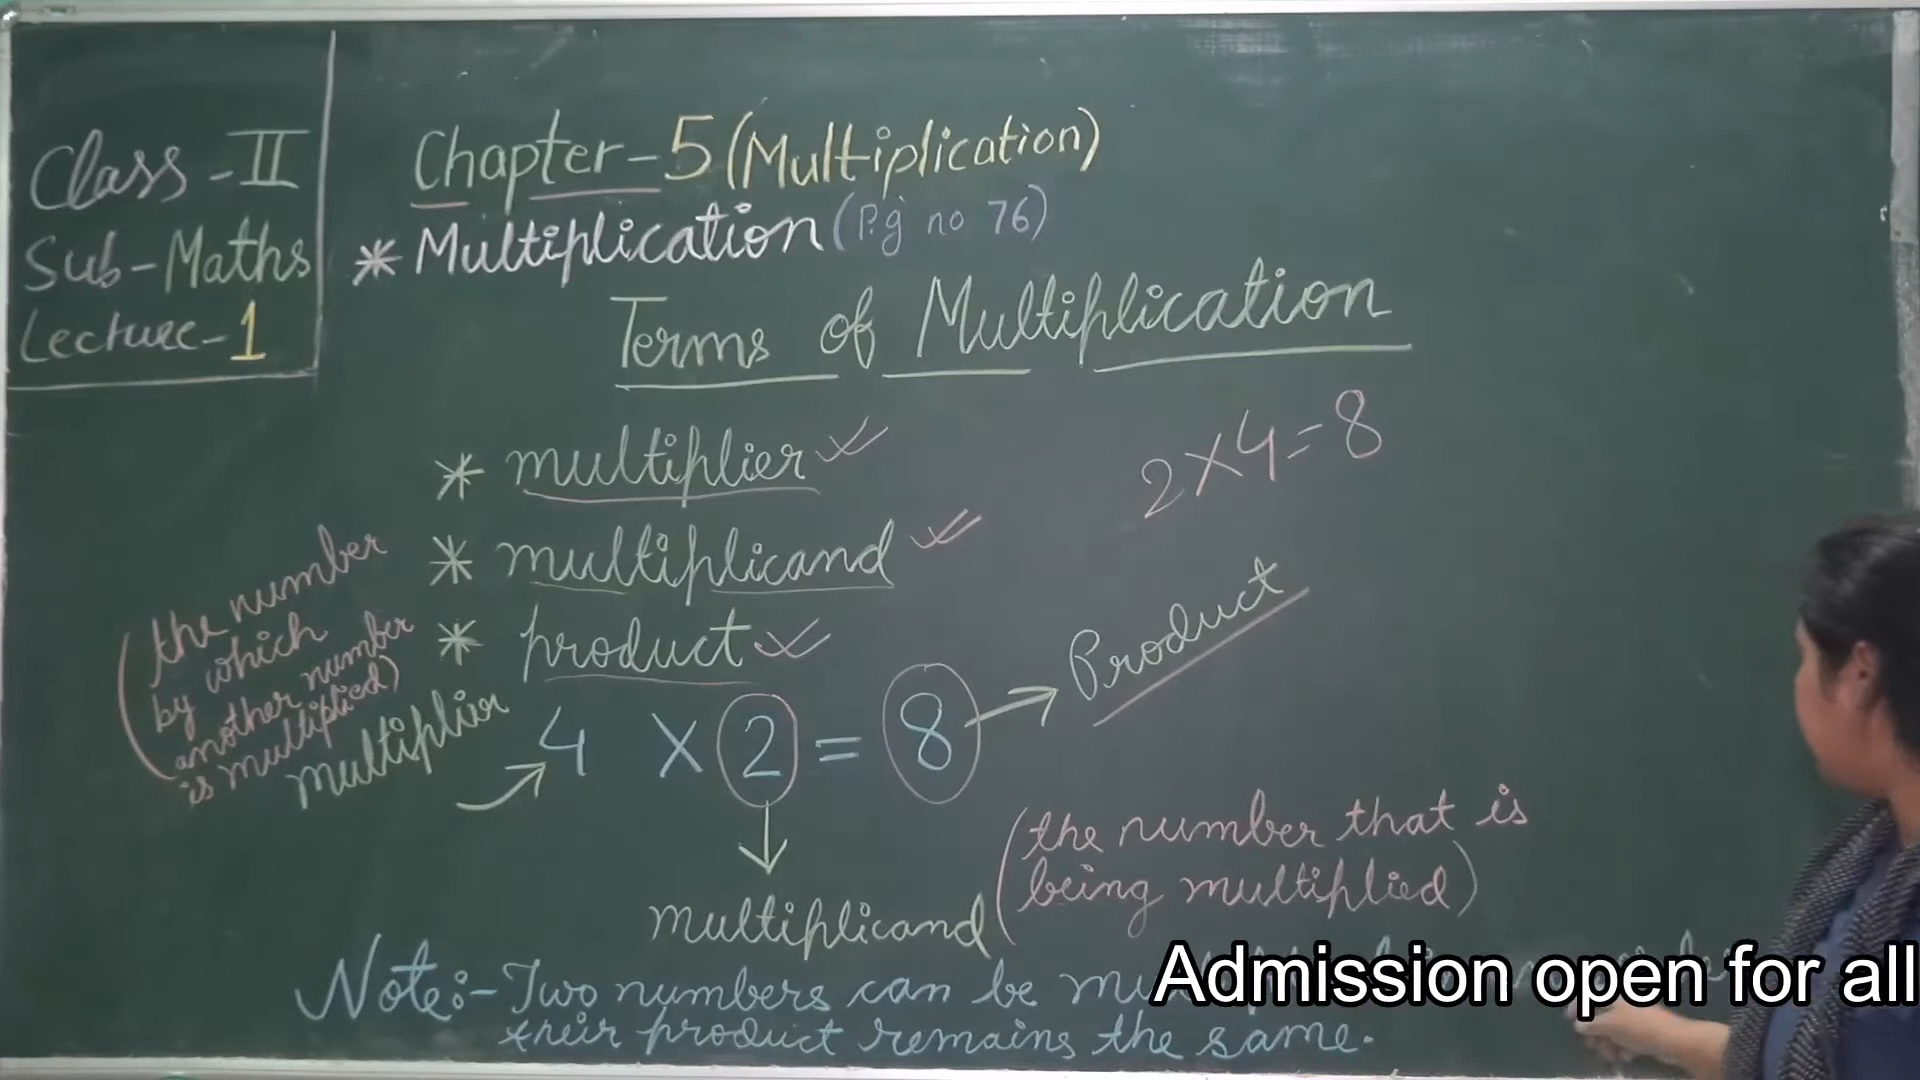 Class - II
Sub - Maths
Lecture - 1
Chapter - 5 (Multiplication)
* Multiplication (Pg no 76)
Terms of Multiplication
* multiplier
* multiplicand
* product
2 × 4 = 8
(the number
by which
another number
is multiplied)
multiplier
4 × 2 = 8
Product
multiplicand
(the number that is
being multiplied)
Note:- Two numbers can be
their product remains the same.
Admission open for all